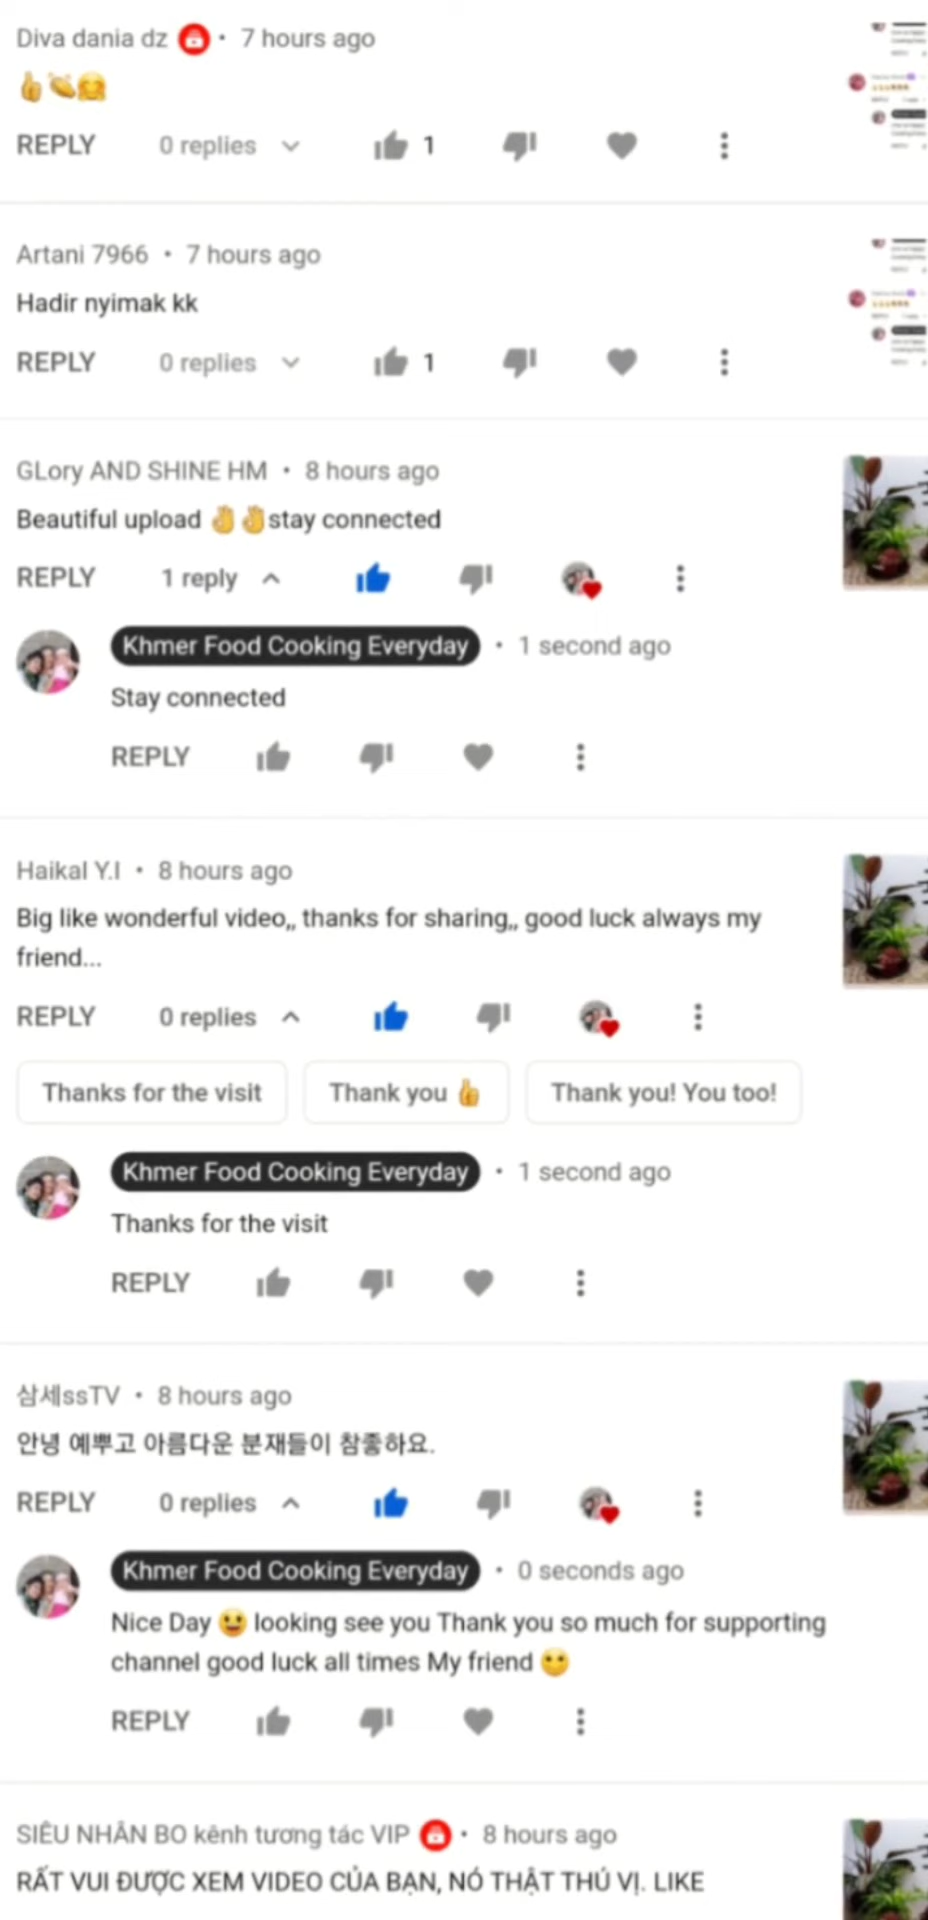 Diva dania dz • 7 hours ago
👍👏🤗
REPLY 0 replies 1
Artani 7966 • 7 hours ago
Hadir nyimak kk
REPLY 0 replies 1
GLory AND SHINE HM • 8 hours ago
Beautiful upload 👌👌stay connected
REPLY 1 reply
Khmer Food Cooking Everyday • 1 second ago
Stay connected
REPLY
Haikal Y.I • 8 hours ago
Big like wonderful video,, thanks for sharing,, good luck always my
friend...
REPLY 0 replies
Thanks for the visit Thank you 👍 Thank you! You too!
Khmer Food Cooking Everyday • 1 second ago
Thanks for the visit
REPLY
삼세ssTV • 8 hours ago
안녕 예쁘고 아름다운 분재들이 참좋하요.
REPLY 0 replies
Khmer Food Cooking Everyday • 0 seconds ago
Nice Day 😃 looking see you Thank you so much for supporting
channel good luck all times My friend 🙂
REPLY
SIÊU NHÂN BO kênh tương tác VIP • 8 hours ago
RẤT VUI ĐƯỢC XEM VIDEO CỦA BẠN, NÓ THẬT THÚ VỊ. LIKE